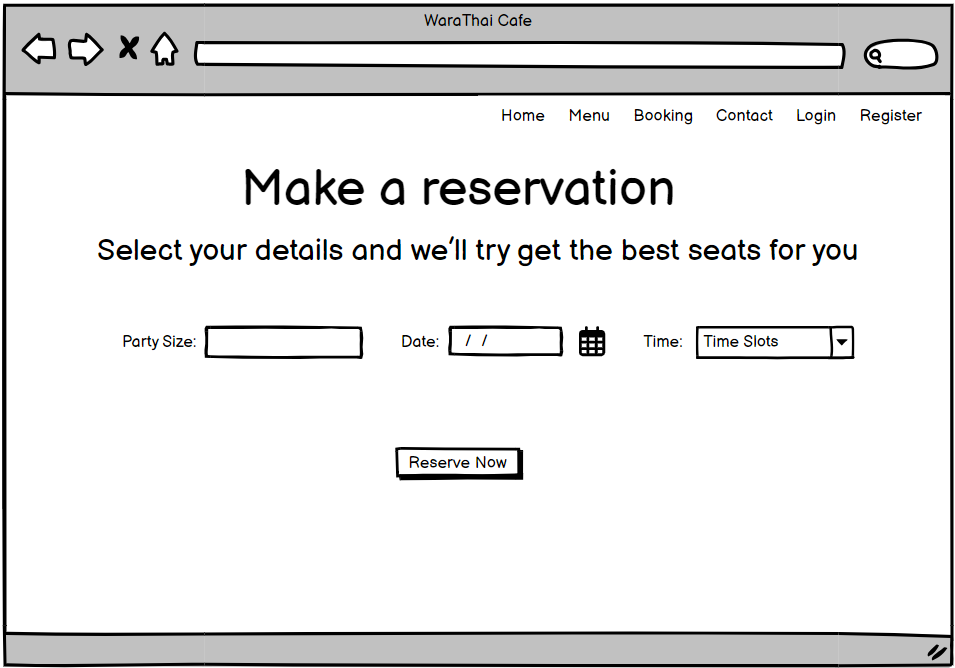 WaraThai Cafe
Home Menu Booking Contact Login Register
Make a reservation
Select your details and we'll try get the best seats for you
Party Size: Date: / / Time: Time Slots
Reserve Now